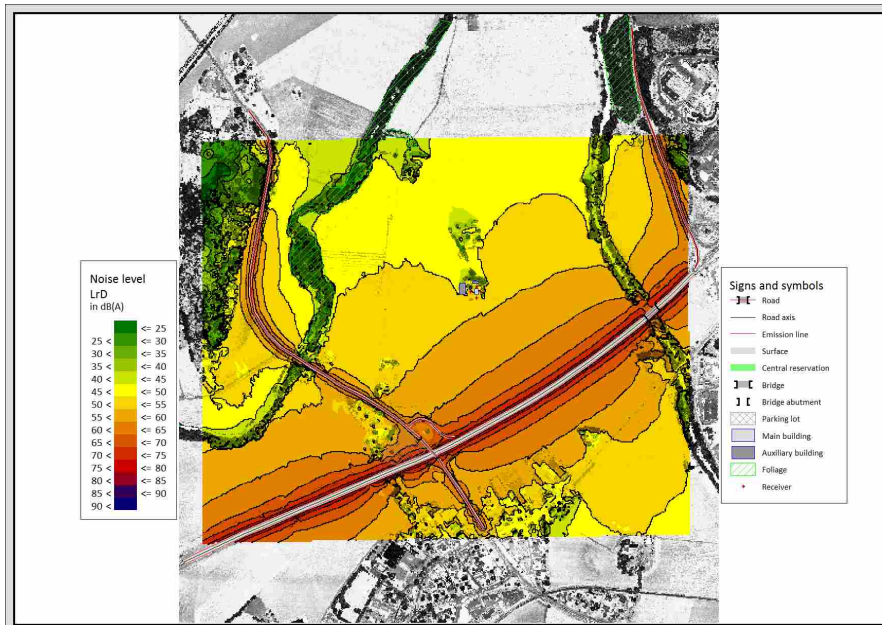 Noise level
LrD
in dB(A)
<= 25
25 < <= 30
30 < <= 35
35 < <= 40
40 < <= 45
45 < <= 50
50 < <= 55
55 < <= 60
60 < <= 65
65 < <= 70
70 < <= 75
75 < <= 80
80 < <= 85
85 < <= 90
90 <
Signs and symbols
Road
Road axis
Emission line
Surface
Central reservation
Bridge
Bridge abutment
Parking lot
Main building
Auxiliary building
Foliage
Receiver